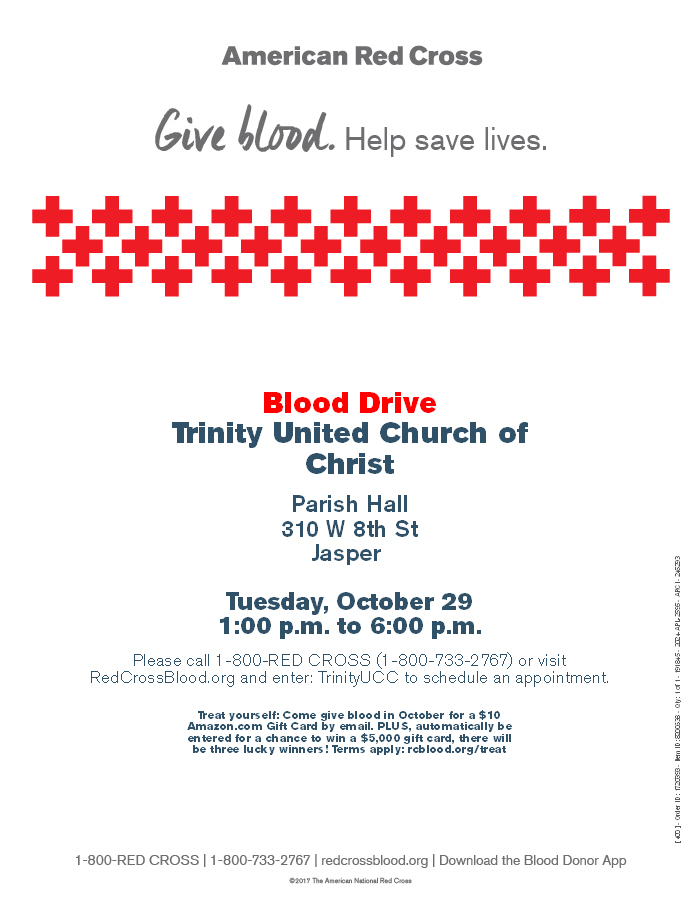 American Red Cross
Give blood. Help save lives.
Blood Drive
Trinity United Church of
Christ
Parish Hall
310 W 8th St
Jasper
Tuesday, October 29
1:00 p.m. to 6:00 p.m.
Please call 1-800-RED CROSS (1-800-733-2767) or visit
RedCrossBlood.org and enter: TrinityUCC to schedule an appointment.
Treat yourself: Come give blood in October for a $10
Amazon.com Gift Card by email. PLUS, automatically be
entered for a chance to win a $5,000 gift card, there will
be three lucky winners! Terms apply: rcblood.org/treat
1-800-RED CROSS | 1-800-733-2767 | redcrossblood.org | Download the Blood Donor App
©2017 The American National Red Cross